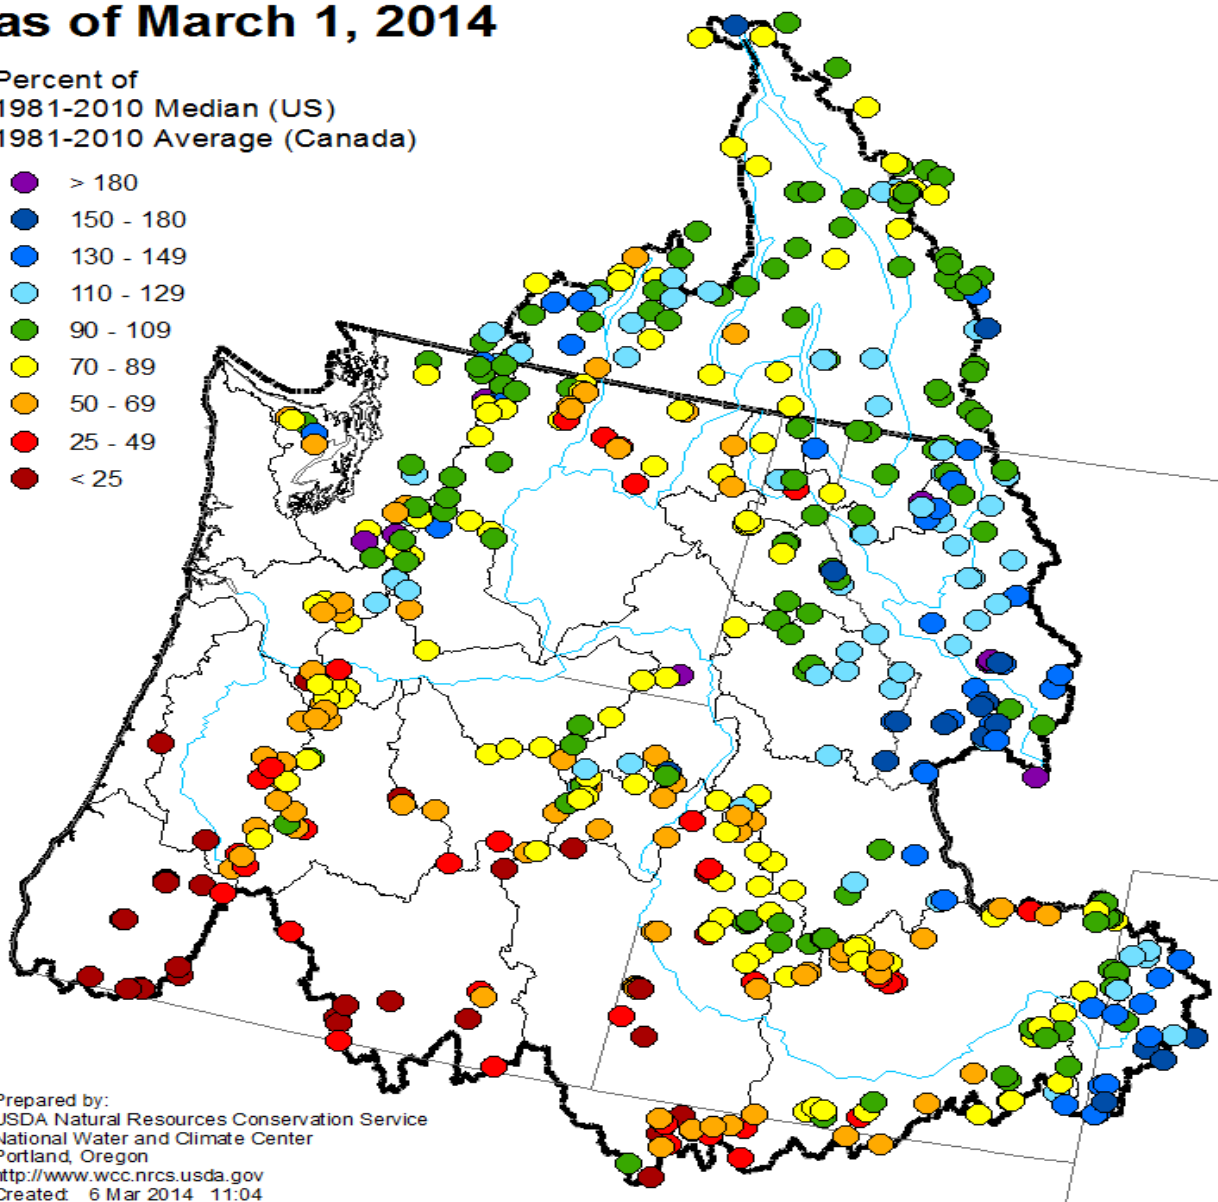 as of March 1, 2014
Percent of
1981-2010 Median (US)
1981-2010 Average (Canada)
> 180
150 - 180
130 - 149
110 - 129
90 - 109
70 - 89
50 - 69
25 - 49
< 25
Prepared by:
USDA Natural Resources Conservation Service
National Water and Climate Center
Portland, Oregon
http://www.wcc.nrcs.usda.gov
Created: 6 Mar 2014 11:04